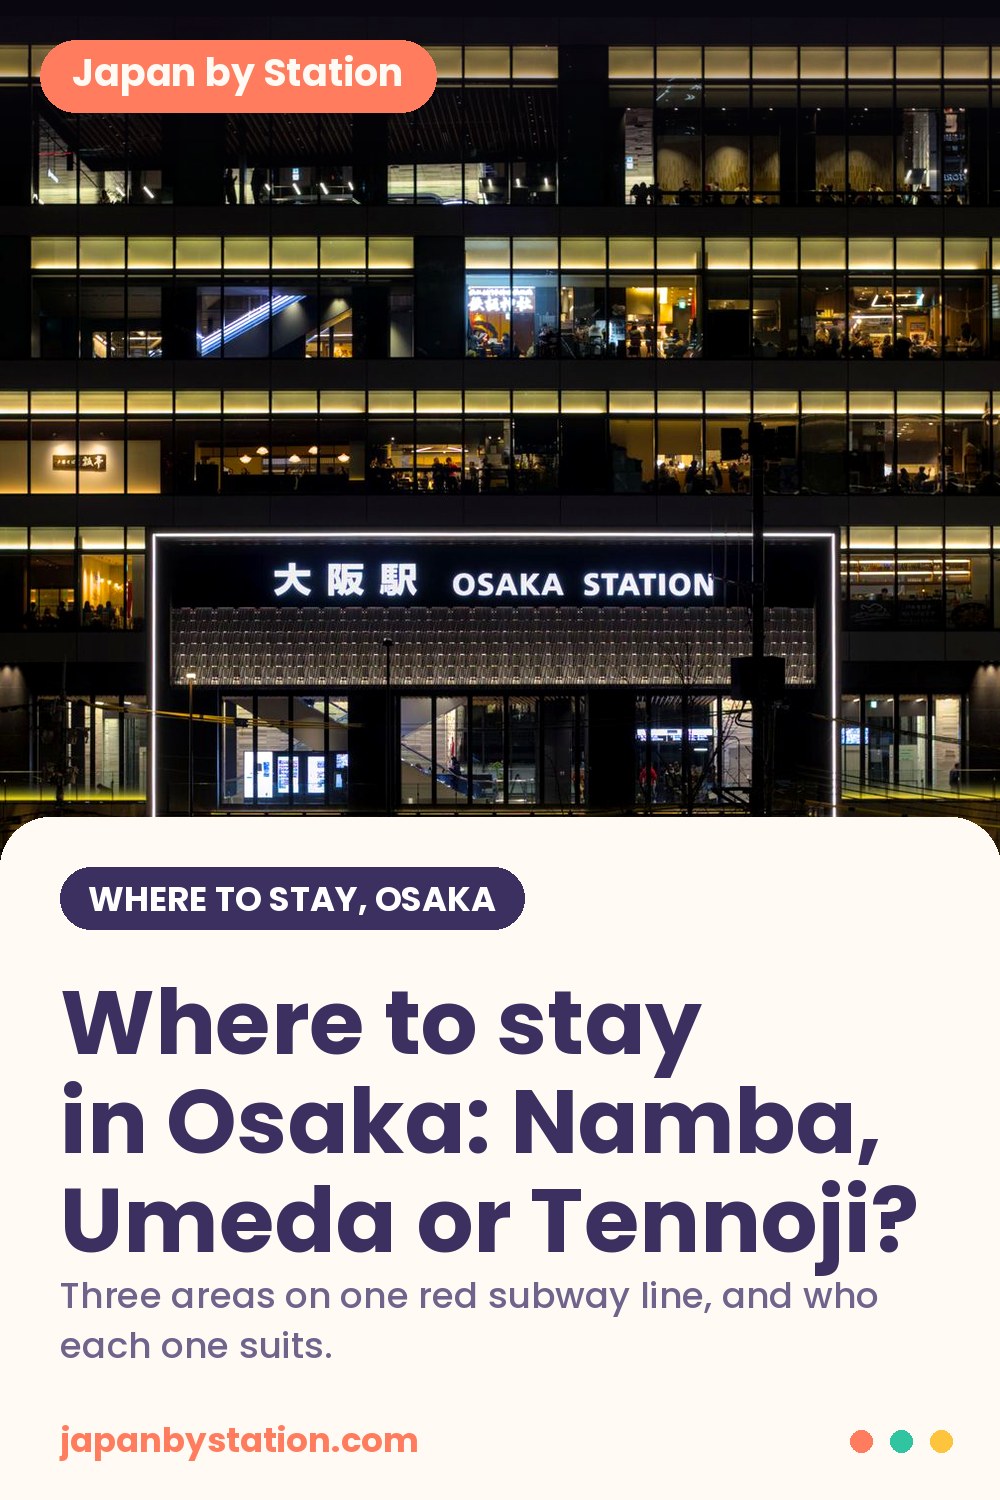 Japan by Station
大阪駅 OSAKA STATION
WHERE TO STAY, OSAKA
Where to stay
in Osaka: Namba,
Umeda or Tennoji?
Three areas on one red subway line, and who
each one suits.
japanbystation.com